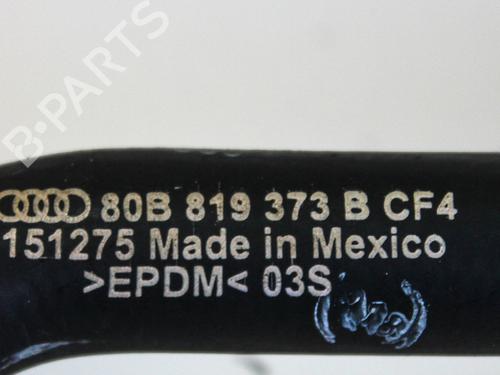 B-PARTS
80B 819 373 B CF4
151275 Made in Mexico
>EPDM< 03S